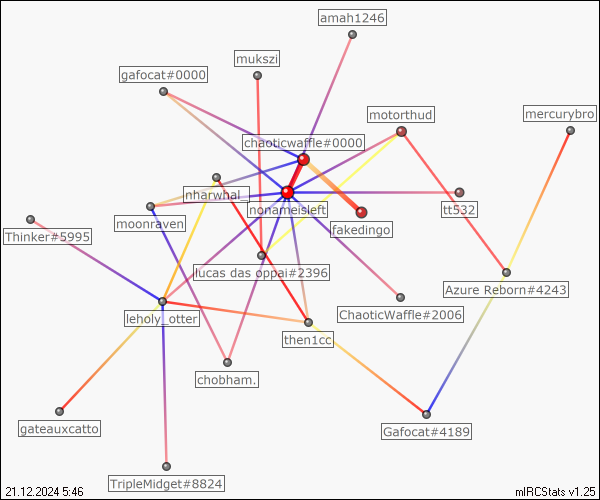 amah1246
mukszi
gafocat#0000
motorthud
mercurybro
chaoticwaffle#0000
nharwhal_
nonameisleft
tt532
moonraven
fakedingo
Thinker#5995
lucas das oppai#2396
Azure Reborn#4243
leholy_otter
ChaoticWaffle#2006
then1cc
chobham.
gateauxcatto
Gafocat#4189
TripleMidget#8824
21.12.2024 5:46
mIRCStats v1.25